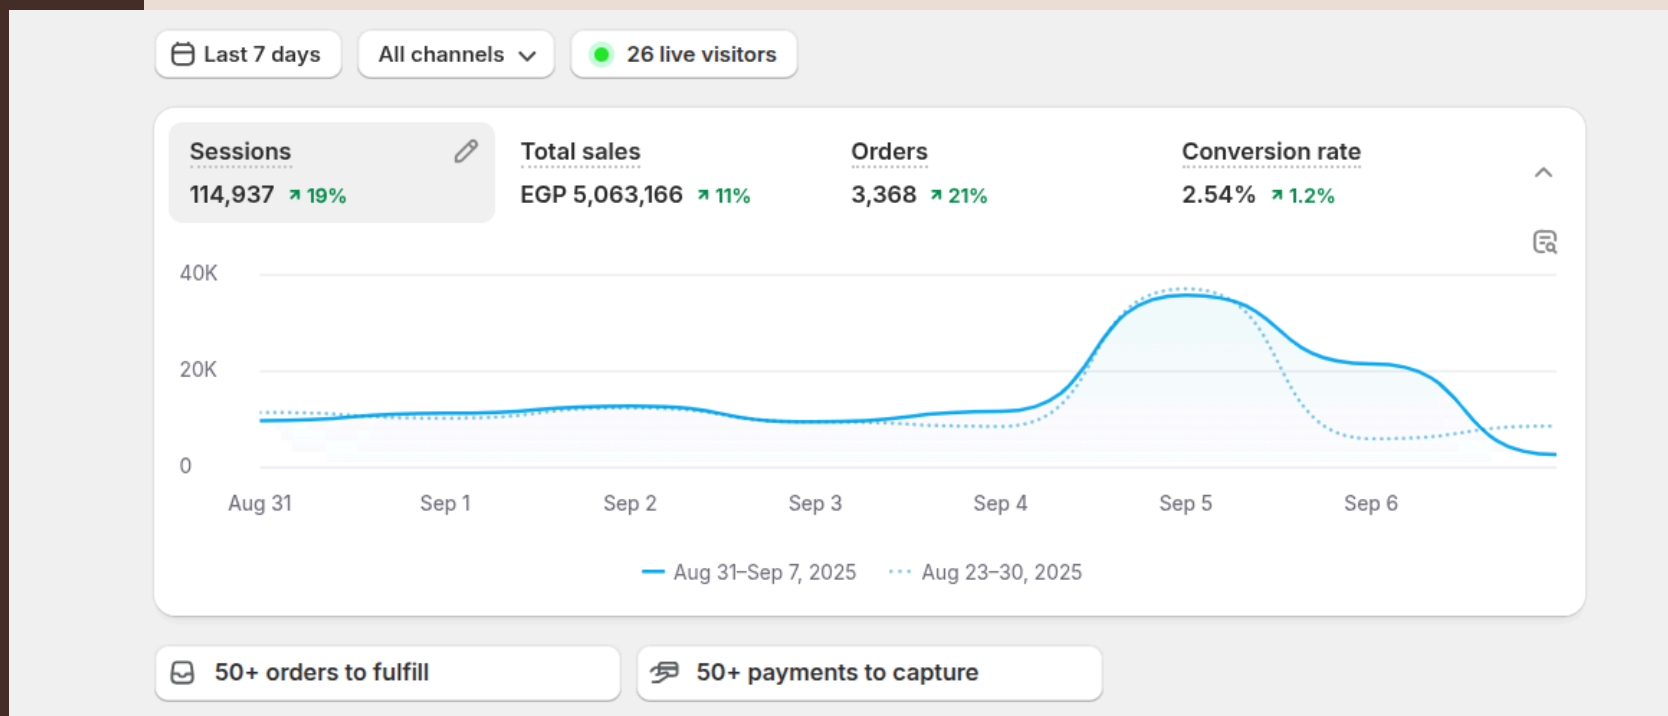 Last 7 days All channels 26 live visitors
Sessions Total sales Orders Conversion rate
114,937 19% EGP 5,063,166 11% 3,368 21% 2.54% 1.2%
40K
20K
0
Aug 31 Sep 1 Sep 2 Sep 3 Sep 4 Sep 5 Sep 6
Aug 31–Sep 7, 2025 Aug 23–30, 2025
50+ orders to fulfill 50+ payments to capture